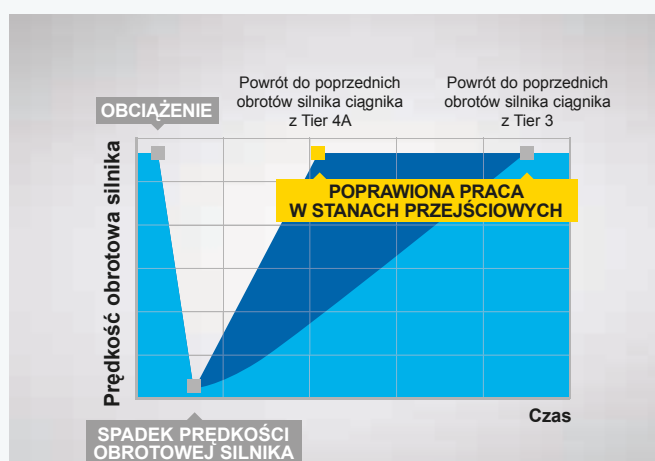 Powrót do poprzednich
obrotów silnika ciągnika
z Tier 4A
Powrót do poprzednich
obrotów silnika ciągnika
z Tier 3
OBCIĄŻENIE
POPRAWIONA PRACA
W STANACH PRZEJŚCIOWYCH
Prędkość obrotowa silnika
Czas
SPADEK PRĘDKOŚCI
OBROTOWEJ SILNIKA